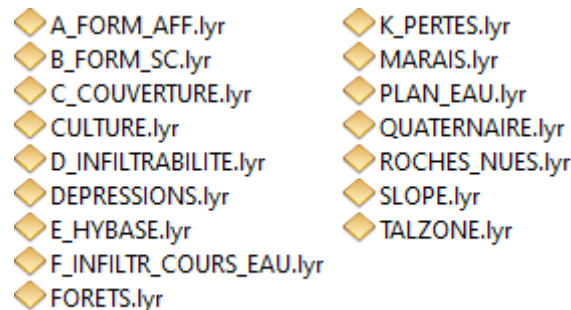 A_FORM_AFF.lyr
B_FORM_SC.lyr
C_COUVERTURE.lyr
CULTURE.lyr
D_INFILTRABILITE.lyr
DEPRESSIONS.lyr
E_HYBASE.lyr
F_INFILTR_COURS_EAU.lyr
FORETS.lyr
K_PERTES.lyr
MARAIS.lyr
PLAN_EAU.lyr
QUATERNAIRE.lyr
ROCHES_NUES.lyr
SLOPE.lyr
TALZONE.lyr